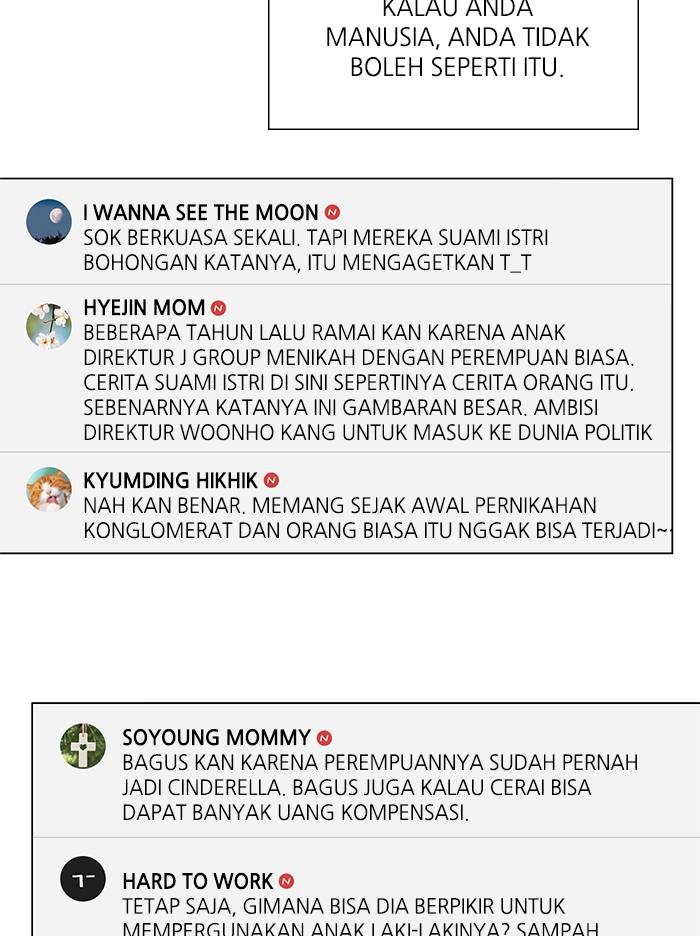 KALAU ANDA
MANUSIA, ANDA TIDAK
BOLEH SEPERTI ITU.
I WANNA SEE THE MOON N
SOK BERKUASA SEKALI. TAPI MEREKA SUAMI ISTRI
BOHONGAN KATANYA, ITU MENGAGETKAN T_T
HYEJIN MOM N
BEBERAPA TAHUN LALU RAMAI KAN KARENA ANAK
DIREKTUR J GROUP MENIKAH DENGAN PEREMPUAN BIASA.
CERITA SUAMI ISTRI DI SINI SEPERTINYA CERITA ORANG ITU.
SEBENARNYA KATANYA INI GAMBARAN BESAR. AMBISI
DIREKTUR WOONHO KANG UNTUK MASUK KE DUNIA POLITIK
KYUMDING HIKHIK N
NAH KAN BENAR. MEMANG SEJAK AWAL PERNIKAHAN
KONGLOMERAT DAN ORANG BIASA ITU NGGAK BISA TERJADI~~
SOYOUNG MOMMY N
BAGUS KAN KARENA PEREMPUANNYA SUDAH PERNAH
JADI CINDERELLA. BAGUS JUGA KALAU CERAI BISA
DAPAT BANYAK UANG KOMPENSASI.
ㄱ-
HARD TO WORK N
TETAP SAJA, GIMANA BISA DIA BERPIKIR UNTUK
MEMPERGUNAKAN ANAK LAKI-LAKINYA? SAMPAH